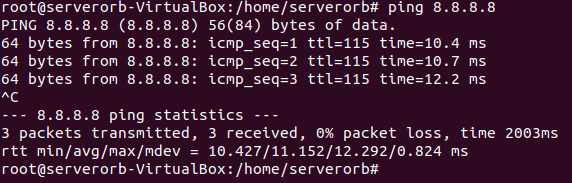 root@serverorb-VirtualBox:/home/serverorb# ping 8.8.8.8
PING 8.8.8.8 (8.8.8.8) 56(84) bytes of data.
64 bytes from 8.8.8.8: icmp_seq=1 ttl=115 time=10.4 ms
64 bytes from 8.8.8.8: icmp_seq=2 ttl=115 time=10.7 ms
64 bytes from 8.8.8.8: icmp_seq=3 ttl=115 time=12.2 ms
^C
--- 8.8.8.8 ping statistics ---
3 packets transmitted, 3 received, 0% packet loss, time 2003ms
rtt min/avg/max/mdev = 10.427/11.152/12.292/0.824 ms
root@serverorb-VirtualBox:/home/serverorb#